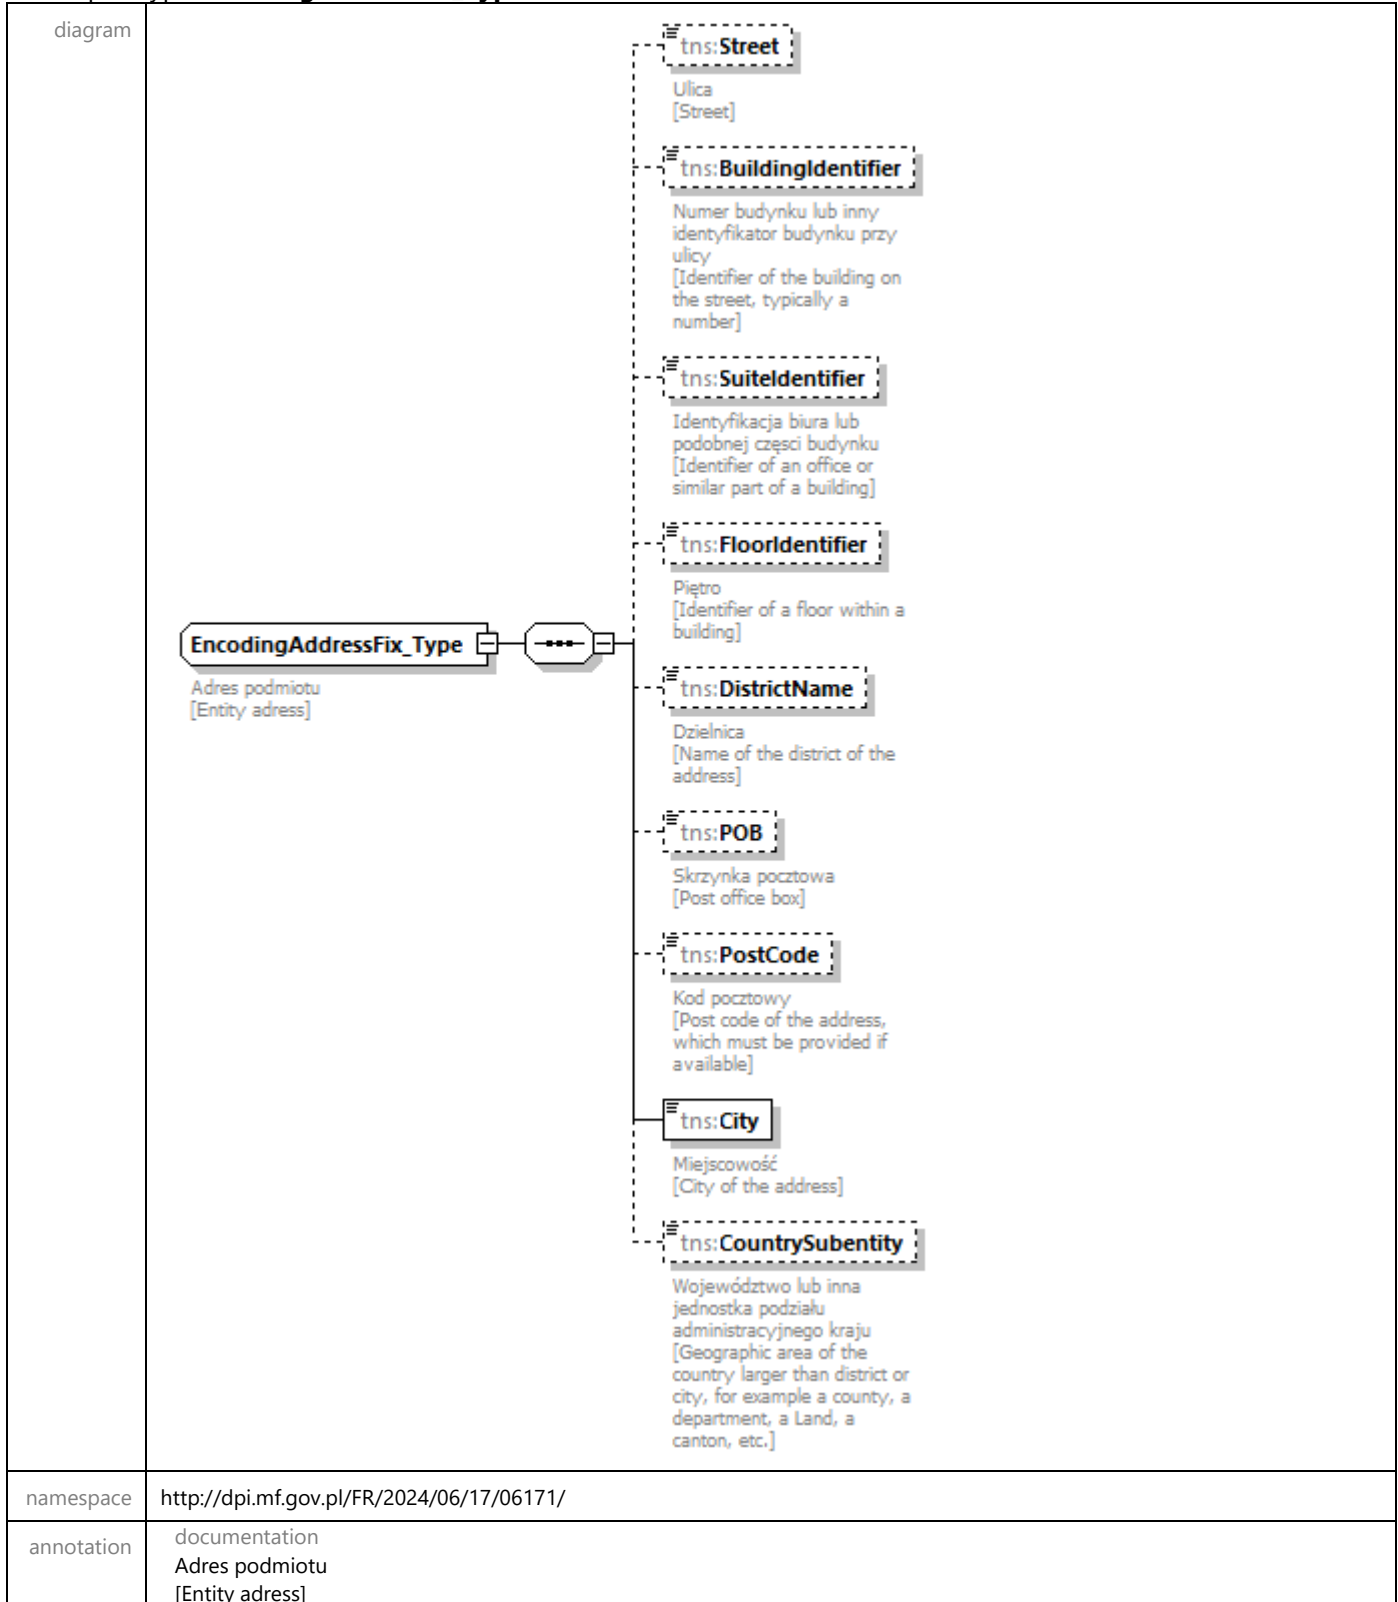 diagram
tns:Street
Ulica
[Street]
tns:BuildingIdentifier
Numer budynku lub inny
identyfikator budynku przy
ulicy
[Identifier of the building on
the street, typically a
number]
tns:SuiteIdentifier
Identyfikacja biura lub
podobnej częsci budynku
[Identifier of an office or
similar part of a building]
tns:FloorIdentifier
Piętro
[Identifier of a floor within a
building]
EncodingAddressFix_Type
Adres podmiotu
[Entity adress]
tns:DistrictName
Dzielnica
[Name of the district of the
address]
tns:POB
Skrzynka pocztowa
[Post office box]
tns:PostCode
Kod pocztowy
[Post code of the address,
which must be provided if
available]
tns:City
Miejscowość
[City of the address]
tns:CountrySubentity
Województwo lub inna
jednostka podziału
administracyjnego kraju
[Geographic area of the
country larger than district or
city, for example a county, a
department, a Land, a
canton, etc.]
namespace
http://dpi.mf.gov.pl/FR/2024/06/17/06171/
annotation
documentation
Adres podmiotu
[Entity adress]